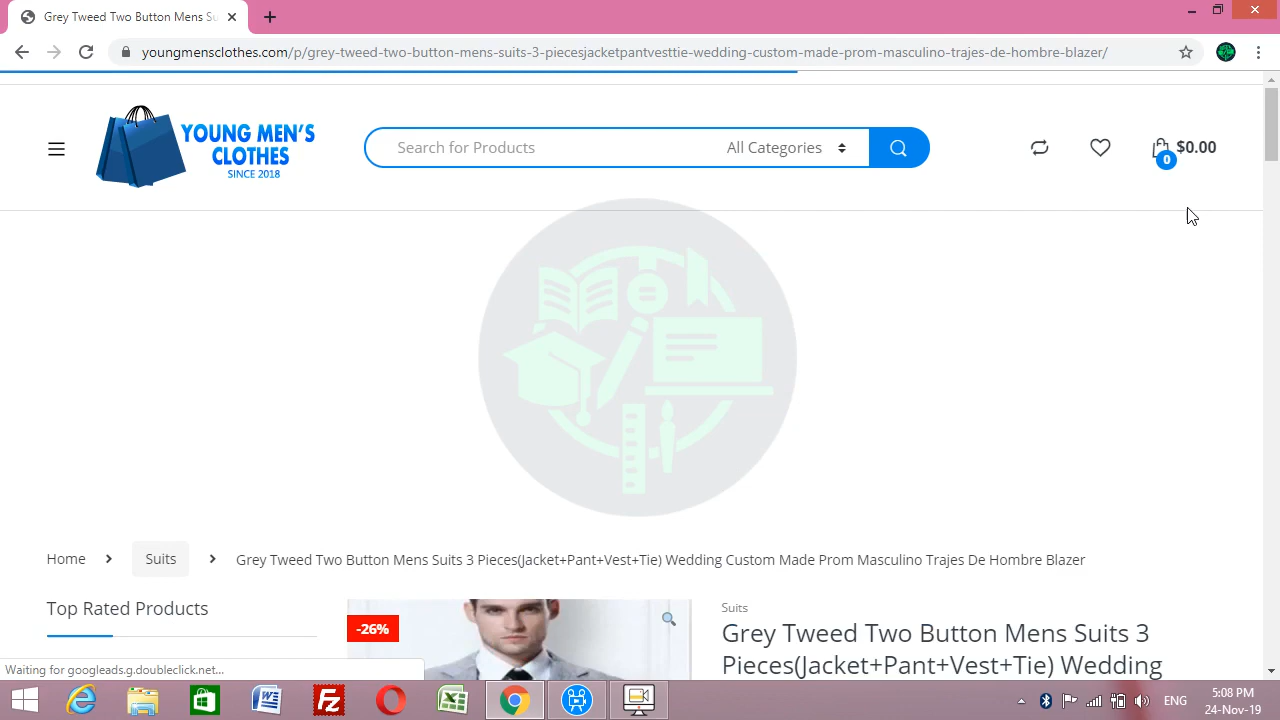 Grey Tweed Two Button Mens Su
youngmensclothes.com/p/grey-tweed-two-button-mens-suits-3-piecesjacketpantvesttie-wedding-custom-made-prom-masculino-trajes-de-hombre-blazer/
YOUNG MEN'S
CLOTHES
SINCE 2018
Search for Products
All Categories
0
$0.00
Home
Suits
Grey Tweed Two Button Mens Suits 3 Pieces(Jacket+Pant+Vest+Tie) Wedding Custom Made Prom Masculino Trajes De Hombre Blazer
Top Rated Products
-26%
Suits
Grey Tweed Two Button Mens Suits 3
Pieces(Jacket+Pant+Vest+Tie) Wedding
Waiting for googleads.g.doubleclick.net...
ENG
5:08 PM
24-Nov-19